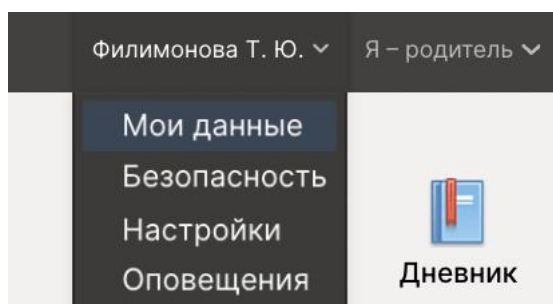 Филимонова Т. Ю. Я – родитель
Мои данные
Безопасность
Настройки
Оповещения
Дневник